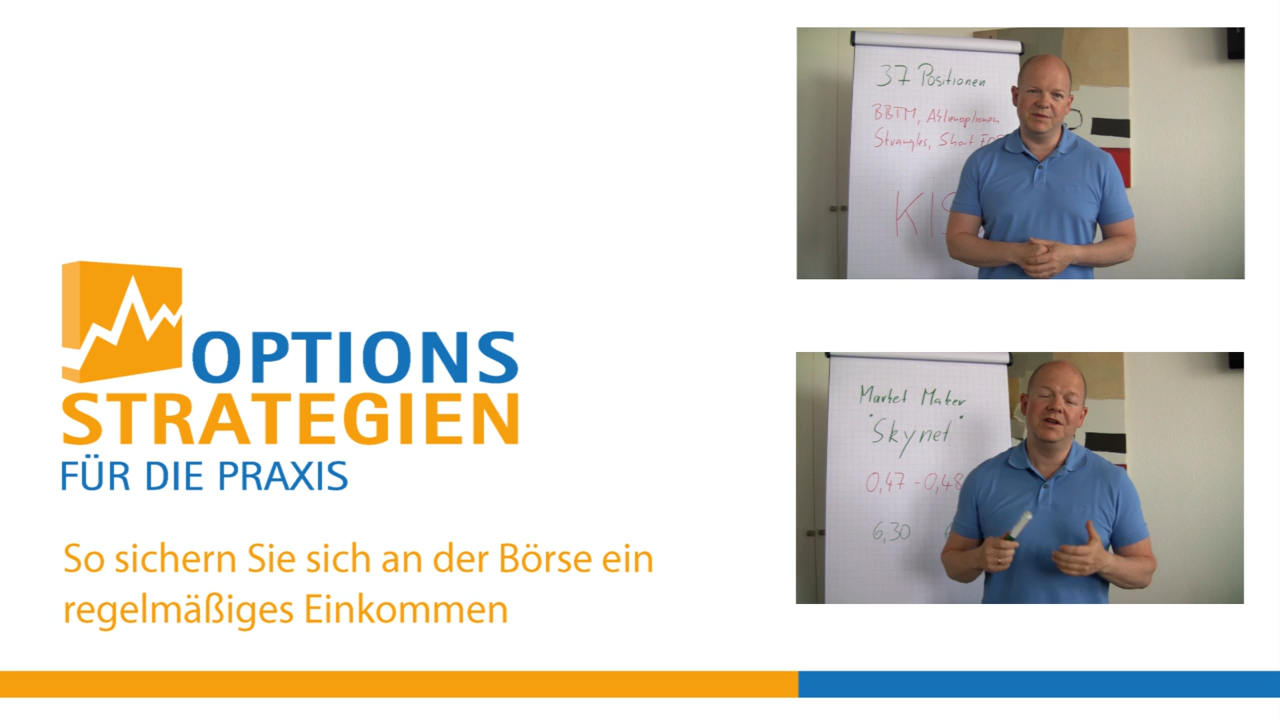 OPTIONS
STRATEGIEN
FÜR DIE PRAXIS
So sichern Sie sich an der Börse ein
regelmäßiges Einkommen
37 Positionen
BBTM, Aktienoptionen
Strangles, Short
KIS
Market Maker
"Skynet"
0,47 - 0,48
6,30